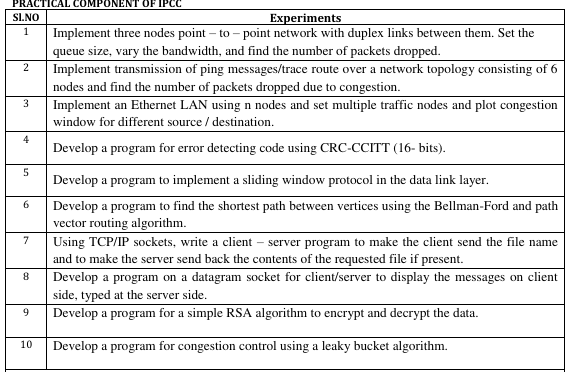 PRACTICAL COMPONENT OF IPCC
Sl.NO Experiments
1 Implement three nodes point – to – point network with duplex links between them. Set the
queue size, vary the bandwidth, and find the number of packets dropped.
2 Implement transmission of ping messages/trace route over a network topology consisting of 6
nodes and find the number of packets dropped due to congestion.
3 Implement an Ethernet LAN using n nodes and set multiple traffic nodes and plot congestion
window for different source / destination.
4 Develop a program for error detecting code using CRC-CCITT (16- bits).
5 Develop a program to implement a sliding window protocol in the data link layer.
6 Develop a program to find the shortest path between vertices using the Bellman-Ford and path
vector routing algorithm.
7 Using TCP/IP sockets, write a client – server program to make the client send the file name
and to make the server send back the contents of the requested file if present.
8 Develop a program on a datagram socket for client/server to display the messages on client
side, typed at the server side.
9 Develop a program for a simple RSA algorithm to encrypt and decrypt the data.
10 Develop a program for congestion control using a leaky bucket algorithm.